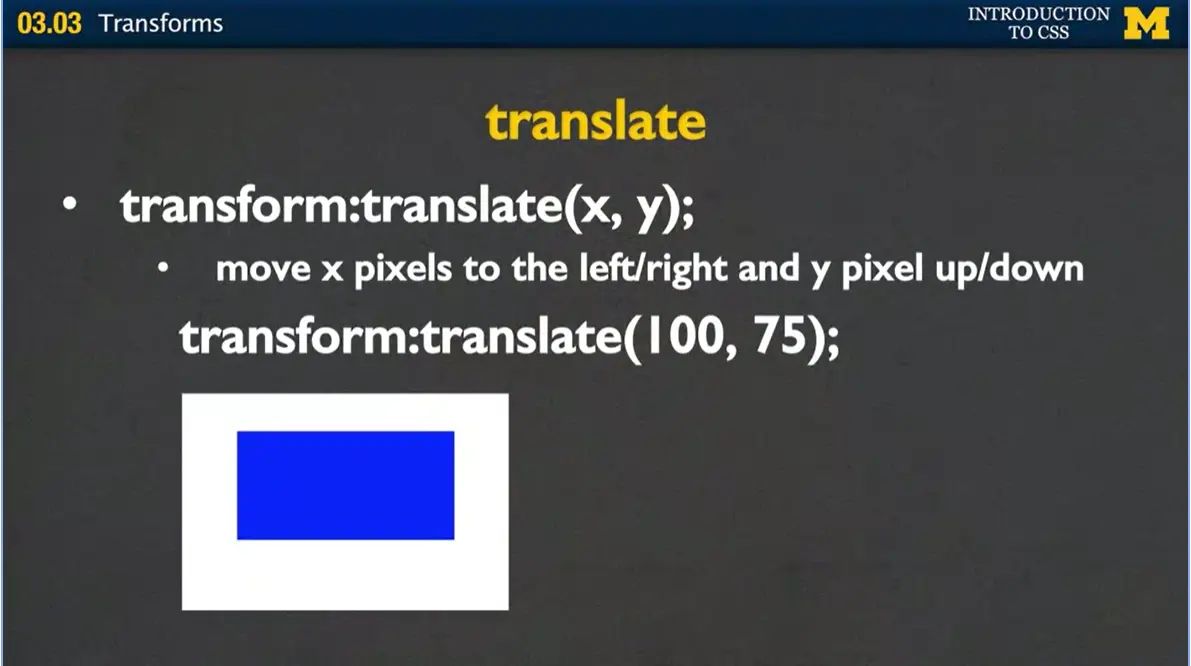 03.03 Transforms
INTRODUCTION
TO CSS
M
translate
• transform:translate(x, y);
• move x pixels to the left/right and y pixel up/down
transform:translate(100, 75);